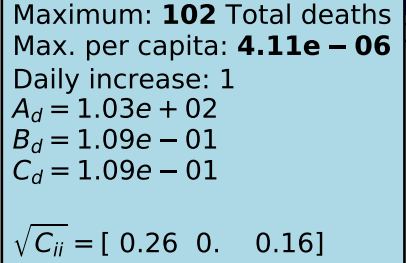 Maximum: 102 Total deaths
Max. per capita: 4.11e − 06
Daily increase: 1
A_d = 1.03e + 02
B_d = 1.09e − 01
C_d = 1.09e − 01
√C_ii = [ 0.26 0. 0.16]